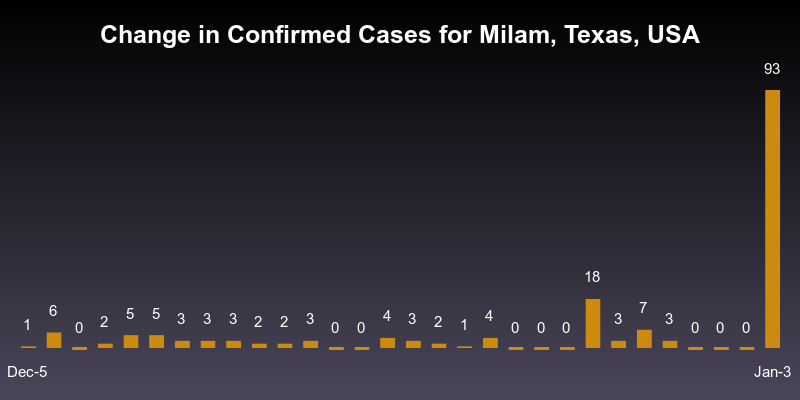 Change in Confirmed Cases for Milam, Texas, USA
93
18
1 6 0 2 5 5 3 3 3 2 2 3 0 0 4 3 2 1 4 0 0 0 3 7 3 0 0 0
Dec-5 Jan-3